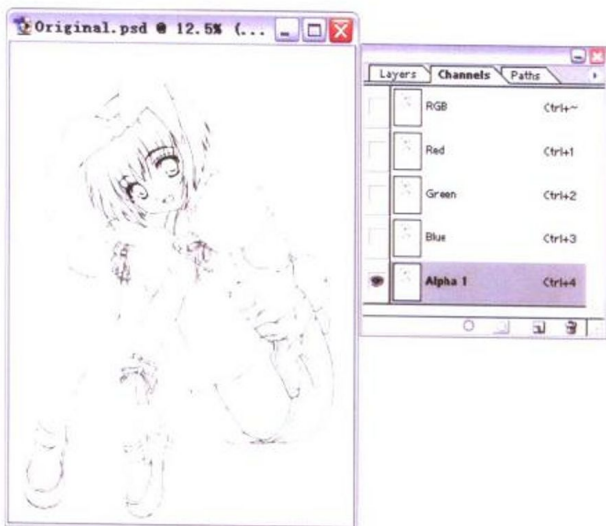 Original.psd @ 12.5% (...
Layers Channels Paths
RGB Ctrl+~
Red Ctrl+1
Green Ctrl+2
Blue Ctrl+3
Alpha 1 Ctrl+4